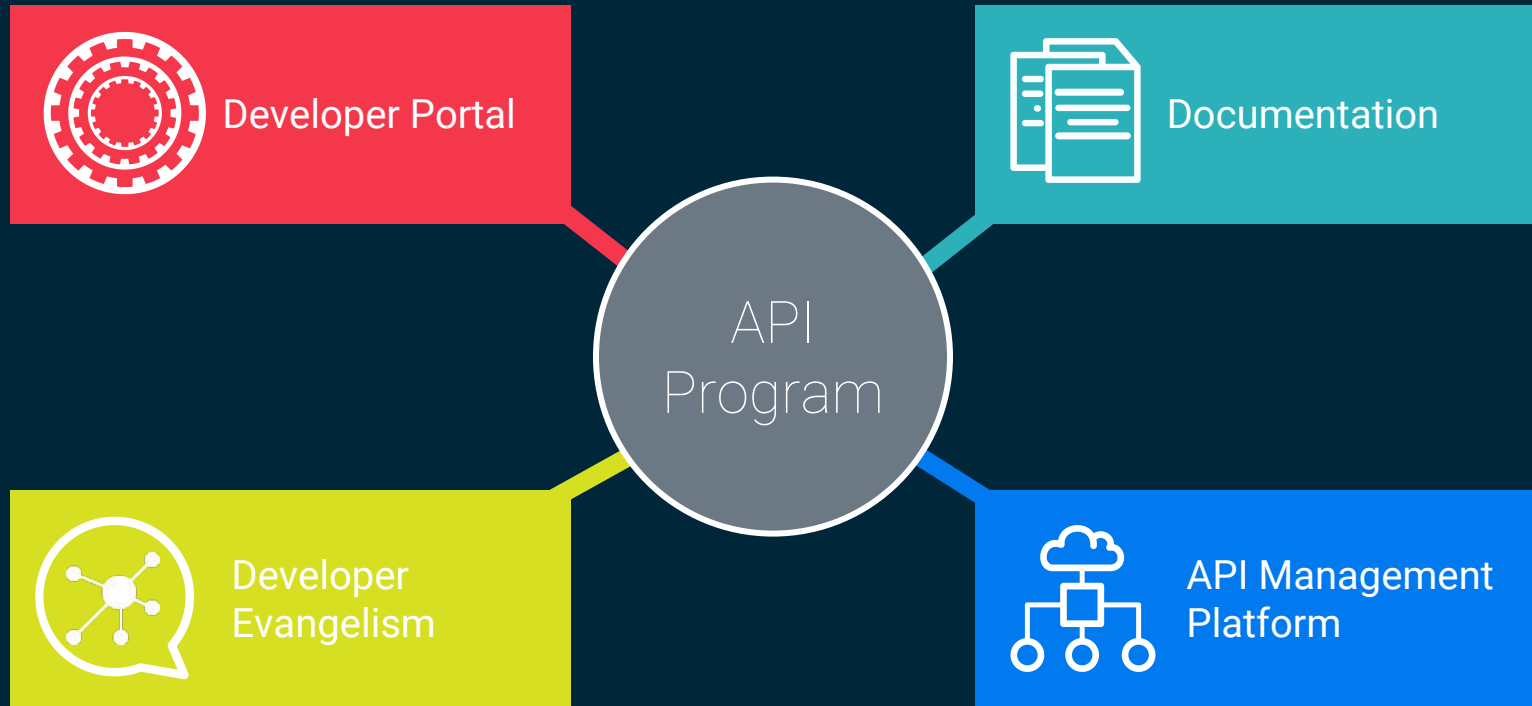 Developer Portal
Documentation
API
Program
Developer
Evangelism
API Management
Platform